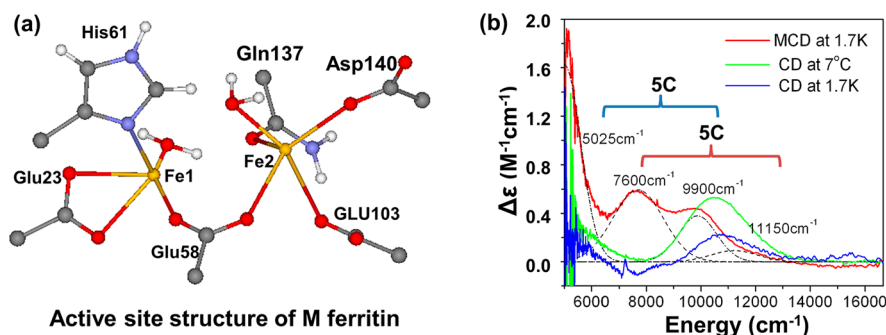 (a)
His61
Gln137
Asp140
Fe1
Fe2
Glu23
Glu58
GLU103
Active site structure of M ferritin
(b)
2.0
1.6
1.2
0.8
0.4
0.0
Δε (M⁻¹cm⁻¹)
MCD at 1.7K
CD at 7°C
CD at 1.7K
5C
5C
5025cm⁻¹
7600cm⁻¹
9900cm⁻¹
11150cm⁻¹
6000 8000 10000 12000 14000 16000
Energy (cm⁻¹)